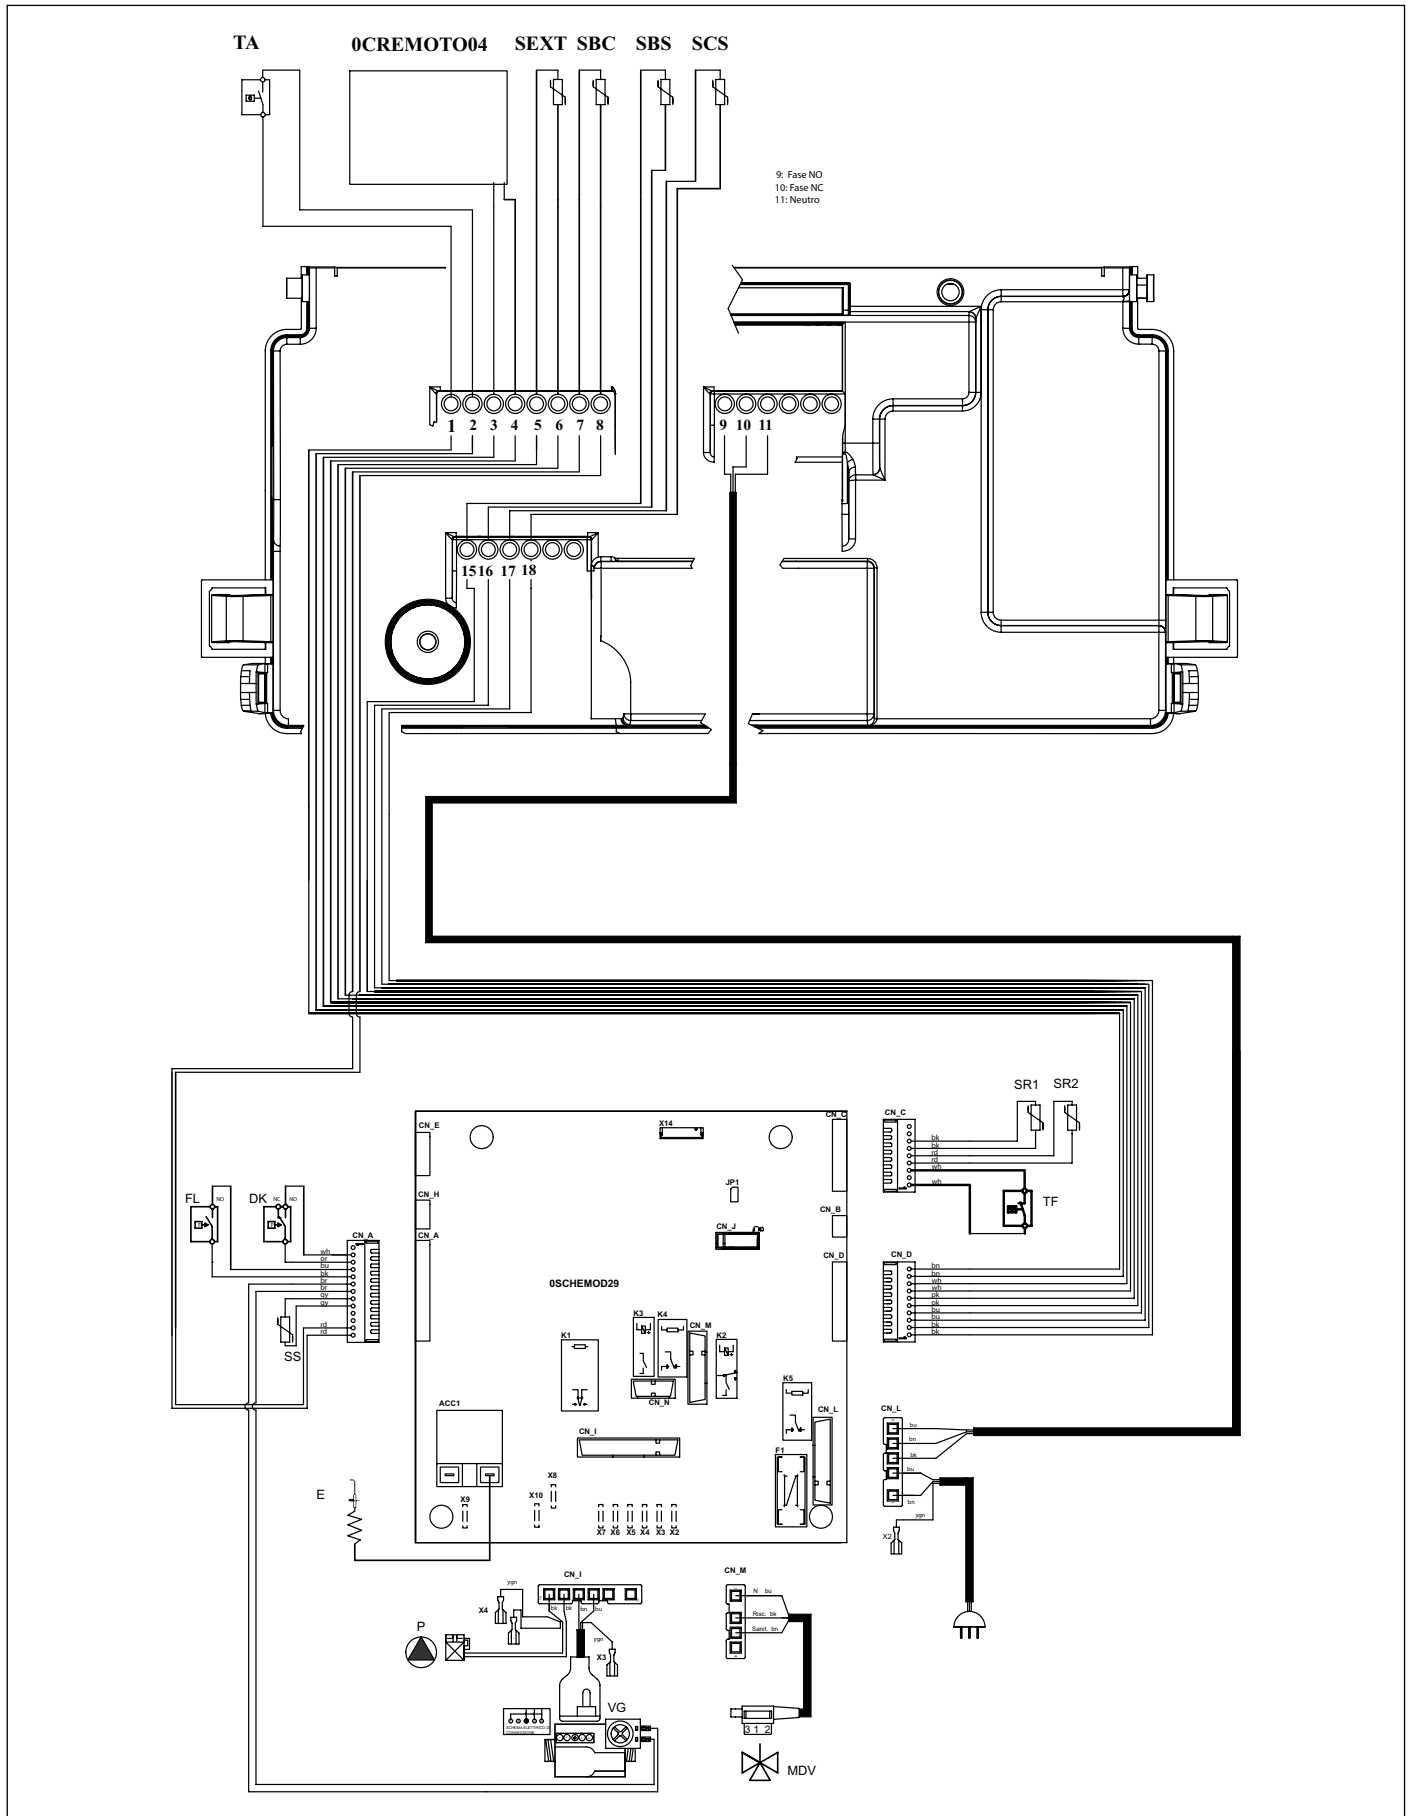 TA 0CREMOTO04 SEXT SBC SBS SCS
9: Fase NO
10: Fase NC
11: Neutro
1 2 3 4 5 6 7 8
9 10 11
15 16 17 18
SR1 SR2
CN_C
bk
bk
rd
rd
wh
wh
TF
CN_E
X14
CN_C
JP1
CN_H
CN_B
CN_A
CN_J
CN_D
0SCHEMOD29
FL NO
DK NC NO
CN_A
wh
or
bu
bk
br
br
gy
gy
rd
rd
SS
CN_D
bn
bn
wh
wh
pk
pk
bu
bu
bk
bk
K1
K3
K4
CN_M
K2
CN_N
K5
CN_L
ACC1
CN_I
F1
X8
X9
X10
X7 X6 X5 X4 X3 X2
E
CN_L
bu
bn
bk
bu
bn
ygn
X2
CN_I
ygn
X4
bk bk bn bu
ygn
X3
P
VG
SCHEMA ELETTRICO DI
CONNESSIONE
CN_M
N bu
Risc. bk
Sanit. bn
3 1 2
MDV